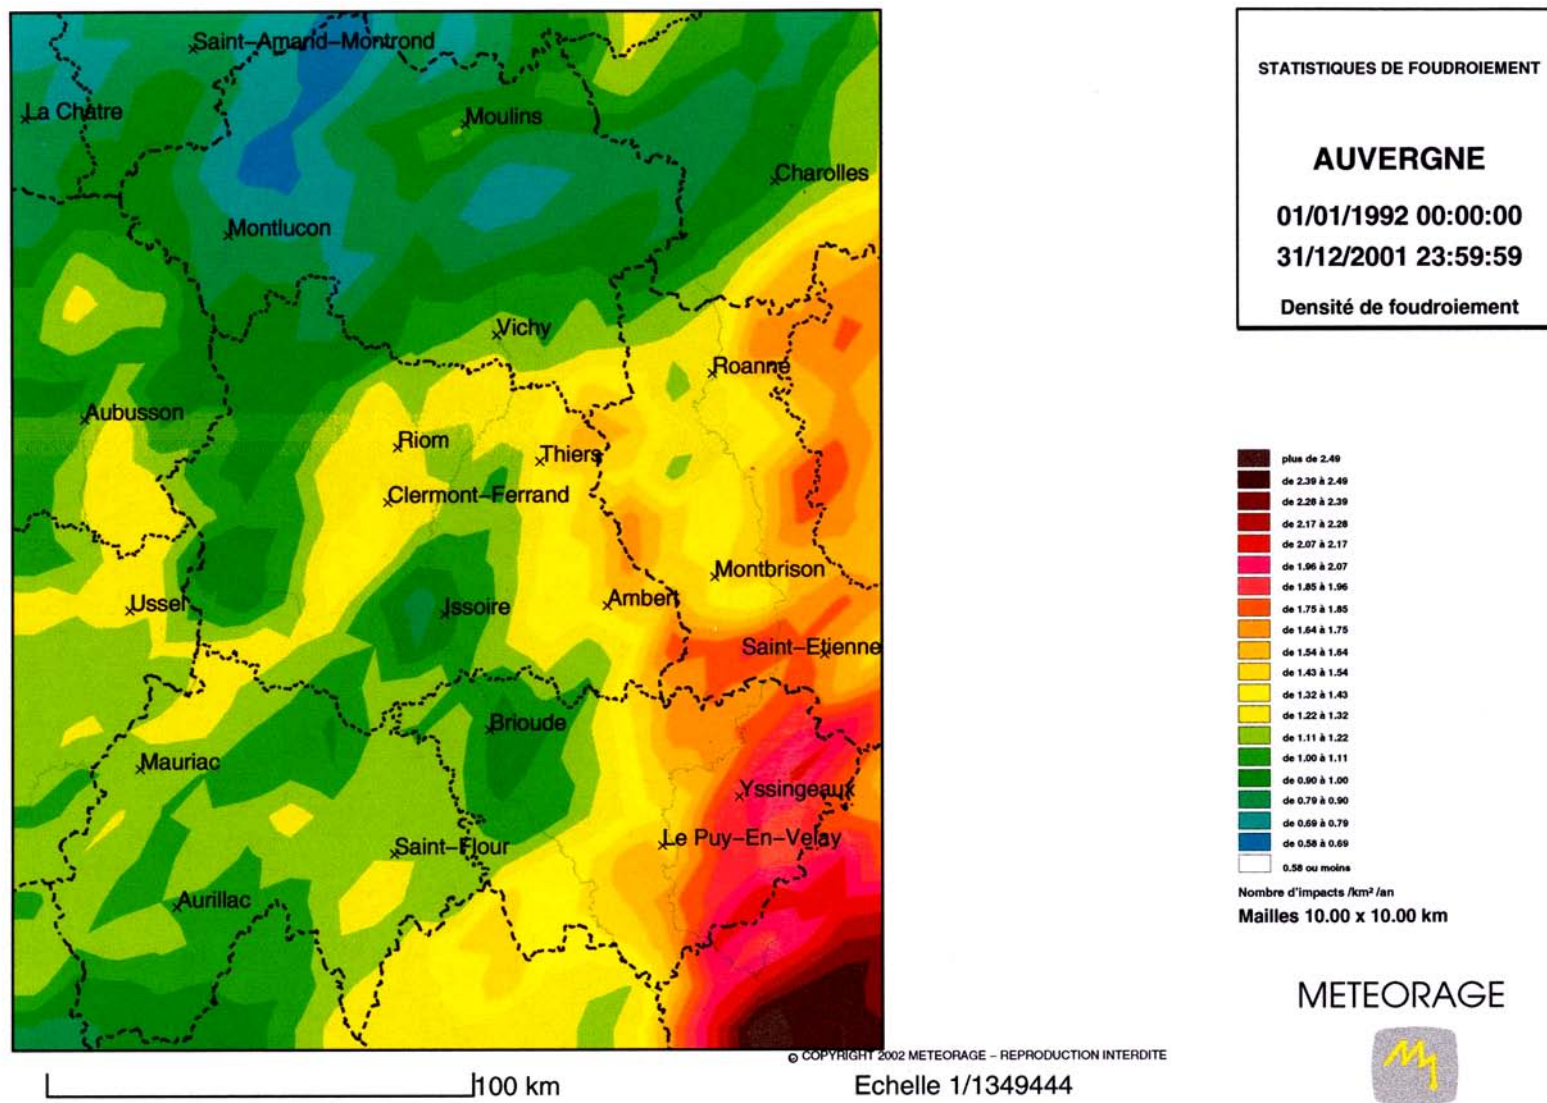 Saint-Amand-Montrond
La Chatre
Moulins
Charolles
Montlucon
Vichy
Roanne
Aubusson
Riom
Thiers
Clermont-Ferrand
Montbrison
Ussel
Issoire
Ambert
Saint-Etienne
Brioude
Mauriac
Yssingeaux
Le Puy-En-Velay
Saint-Flour
Aurillac
© COPYRIGHT 2002 METEORAGE - REPRODUCTION INTERDITE
100 km
Echelle 1/1349444
STATISTIQUES DE FOUDROIEMENT
AUVERGNE
01/01/1992 00:00:00
31/12/2001 23:59:59
Densité de foudroiement
plus de 2.49
de 2.39 à 2.49
de 2.28 à 2.39
de 2.17 à 2.28
de 2.07 à 2.17
de 1.96 à 2.07
de 1.85 à 1.96
de 1.75 à 1.85
de 1.64 à 1.75
de 1.54 à 1.64
de 1.43 à 1.54
de 1.32 à 1.43
de 1.22 à 1.32
de 1.11 à 1.22
de 1.00 à 1.11
de 0.90 à 1.00
de 0.79 à 0.90
de 0.69 à 0.79
de 0.58 à 0.69
0.58 ou moins
Nombre d'impacts /km² /an
Mailles 10.00 x 10.00 km
METEORAGE